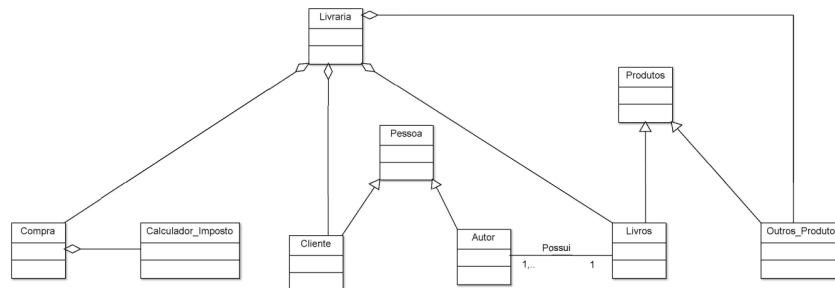 Livraria
Produtos
Pessoa
Compra
Calculador_Imposto
Cliente
Autor
Possui
1,..
1
Livros
Outros_Produto